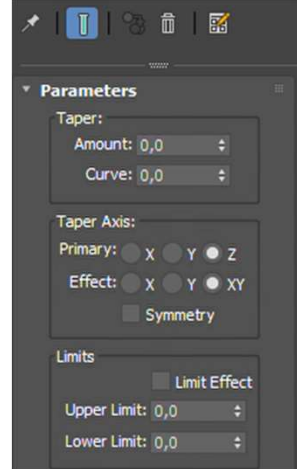 Parameters
Taper:
Amount: 0,0
Curve: 0,0
Taper Axis:
Primary: X Y Z
Effect: X Y XY
Symmetry
Limits
Limit Effect
Upper Limit: 0,0
Lower Limit: 0,0